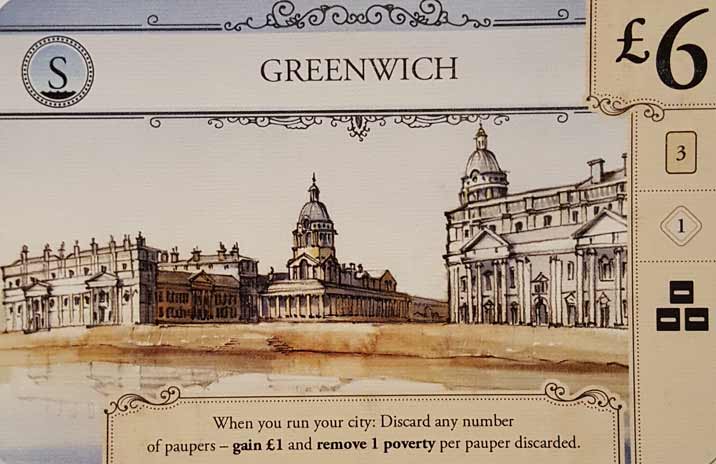 S
GREENWICH
£6
3
1
When you run your city: Discard any number
of paupers – gain £1 and remove 1 poverty per pauper discarded.